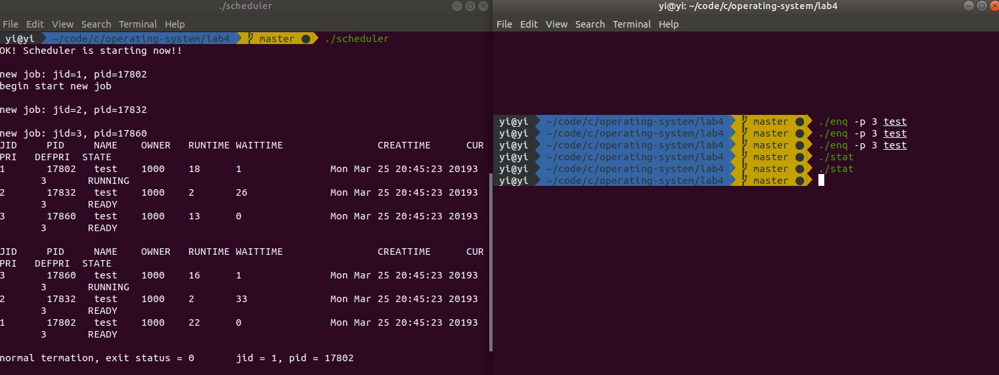 ./scheduler
File Edit View Search Terminal Help
yi@yi ~/code/c/operating-system/lab4 master ./scheduler
OK! Scheduler is starting now!!
new job: jid=1, pid=17802
begin start new job
new job: jid=2, pid=17832
new job: jid=3, pid=17860
JID PID NAME OWNER RUNTIME WAITTIME CREATTIME CUR
PRI DEFPRI STATE
1 17802 test 1000 18 1 Mon Mar 25 20:45:23 20193
3 RUNNING
2 17832 test 1000 2 26 Mon Mar 25 20:45:23 20193
3 READY
3 17860 test 1000 13 0 Mon Mar 25 20:45:23 20193
3 READY
JID PID NAME OWNER RUNTIME WAITTIME CREATTIME CUR
PRI DEFPRI STATE
3 17860 test 1000 16 1 Mon Mar 25 20:45:23 20193
3 RUNNING
2 17832 test 1000 2 33 Mon Mar 25 20:45:23 20193
3 READY
1 17802 test 1000 22 0 Mon Mar 25 20:45:23 20193
3 READY
normal termation, exit status = 0 jid = 1, pid = 17802
yi@yi: ~/code/c/operating-system/lab4
File Edit View Search Terminal Help
yi@yi ~/code/c/operating-system/lab4 master ./enq -p 3 test
yi@yi ~/code/c/operating-system/lab4 master ./enq -p 3 test
yi@yi ~/code/c/operating-system/lab4 master ./enq -p 3 test
yi@yi ~/code/c/operating-system/lab4 master ./stat
yi@yi ~/code/c/operating-system/lab4 master ./stat
yi@yi ~/code/c/operating-system/lab4 master